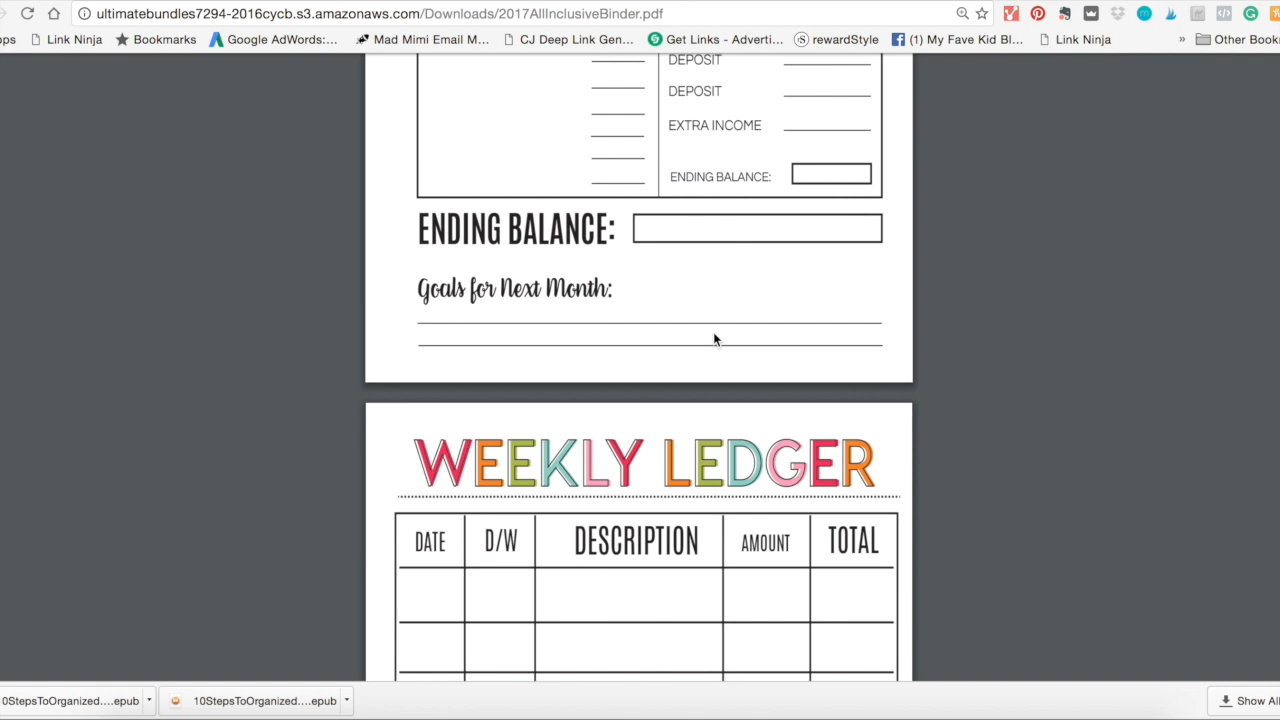 ultimatebundles7294-2016cycb.s3.amazonaws.com/Downloads/2017AllInclusiveBinder.pdf
Link Ninja Bookmarks Google AdWords:... Mad Mimi Email M... CJ Deep Link Gen... Get Links - Adverti... rewardStyle (1) My Fave Kid Bl... Link Ninja » Other Book
DEPOSIT
DEPOSIT
EXTRA INCOME
ENDING BALANCE:
ENDING BALANCE:
Goals for Next Month:
WEEKLY LEDGER
DATE D/W DESCRIPTION AMOUNT TOTAL
0StepsToOrganized....epub 10StepsToOrganized....epub Show All